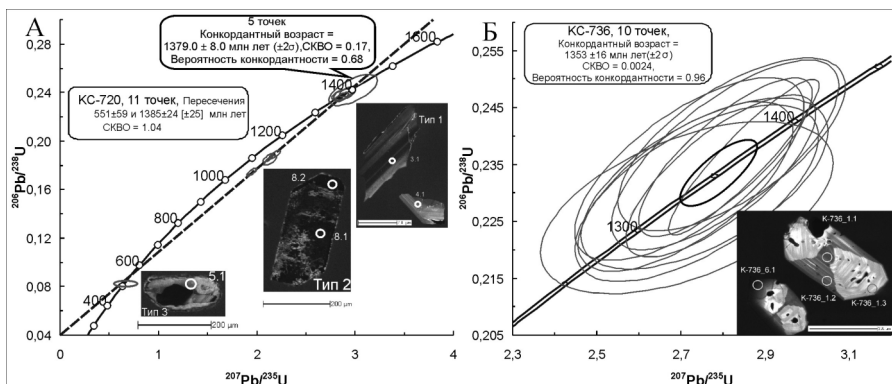 А
5 точек
Конкордантный возраст =
1379.0 ± 8.0 млн лет (±2σ),СКВО = 0.17,
Вероятность конкордантности = 0.68
КС-720, 11 точек, Пересечения
551±59 и 1385±24 [±25] млн лет
СКВО = 1.04
0,28
0,24
0,20
0,16
0,12
0,08
0,04
206Pb/238U
1600
1400
1200
1000
800
600
400
Тип 1
3.1
4.1
8.2
8.1
Тип 2
200 μm
5.1
Тип 3
200 μm
0
1
2
3
4
207Pb/235U
Б
КС-736, 10 точек,
Конкордантный возраст =
1353 ±16 млн лет(±2σ)
СКВО = 0.0024,
Вероятность конкордантности = 0.96
0,255
0,245
0,235
0,225
0,215
0,205
206Pb/238U
1400
1300
K-736_1.1
K-736_6.1
K-736_1.2
K-736_1.3
2,3
2,5
2,7
2,9
3,1
207Pb/235U